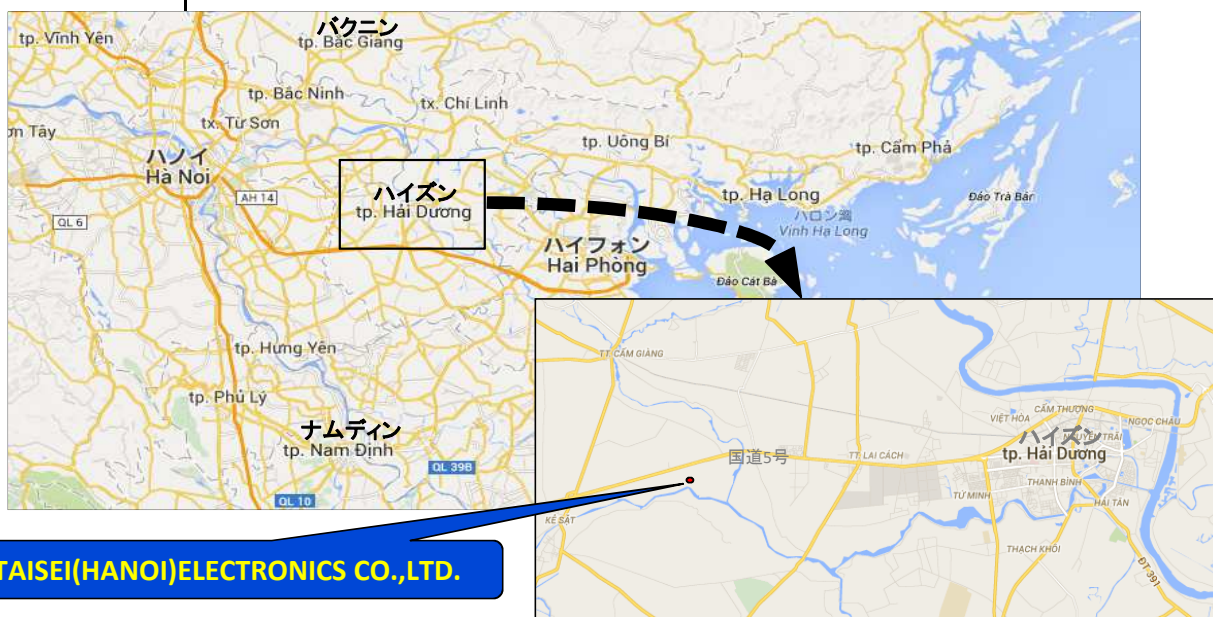 バクニン
tp. Vĩnh Yên
tp. Bắc Giang
tp. Bắc Ninh
tx. Chí Linh
tx. Từ Sơn
ơn Tây
tp. Uông Bí
tp. Cẩm Phả
ハノイ
Hà Noi
AH 14
ハイズン
tp. Hải Dương
tp. Hạ Long
ハロン湾
Vịnh Hạ Long
Đảo Trà Bản
QL 6
ハイフォン
Hai Phòng
Đảo Cát Bà
tp. Hưng Yên
tp. Phủ Lý
ナムディン
tp. Nam Định
QL 39B
QL 10
TT CẨM GIÀNG
VIỆT HÒA
CẨM THƯỢNG
NGỌC CHÂU
ハイズン
NGUYỄN TRÃI
国道5号
TT LAI CÁCH
tp. Hải Dương
THANH BÌNH
TỨ MINH
HẢI TÂN
KẺ SẶT
THẠCH KHÔI
ĐT 391
TAISEI(HANOI)ELECTRONICS CO.,LTD.